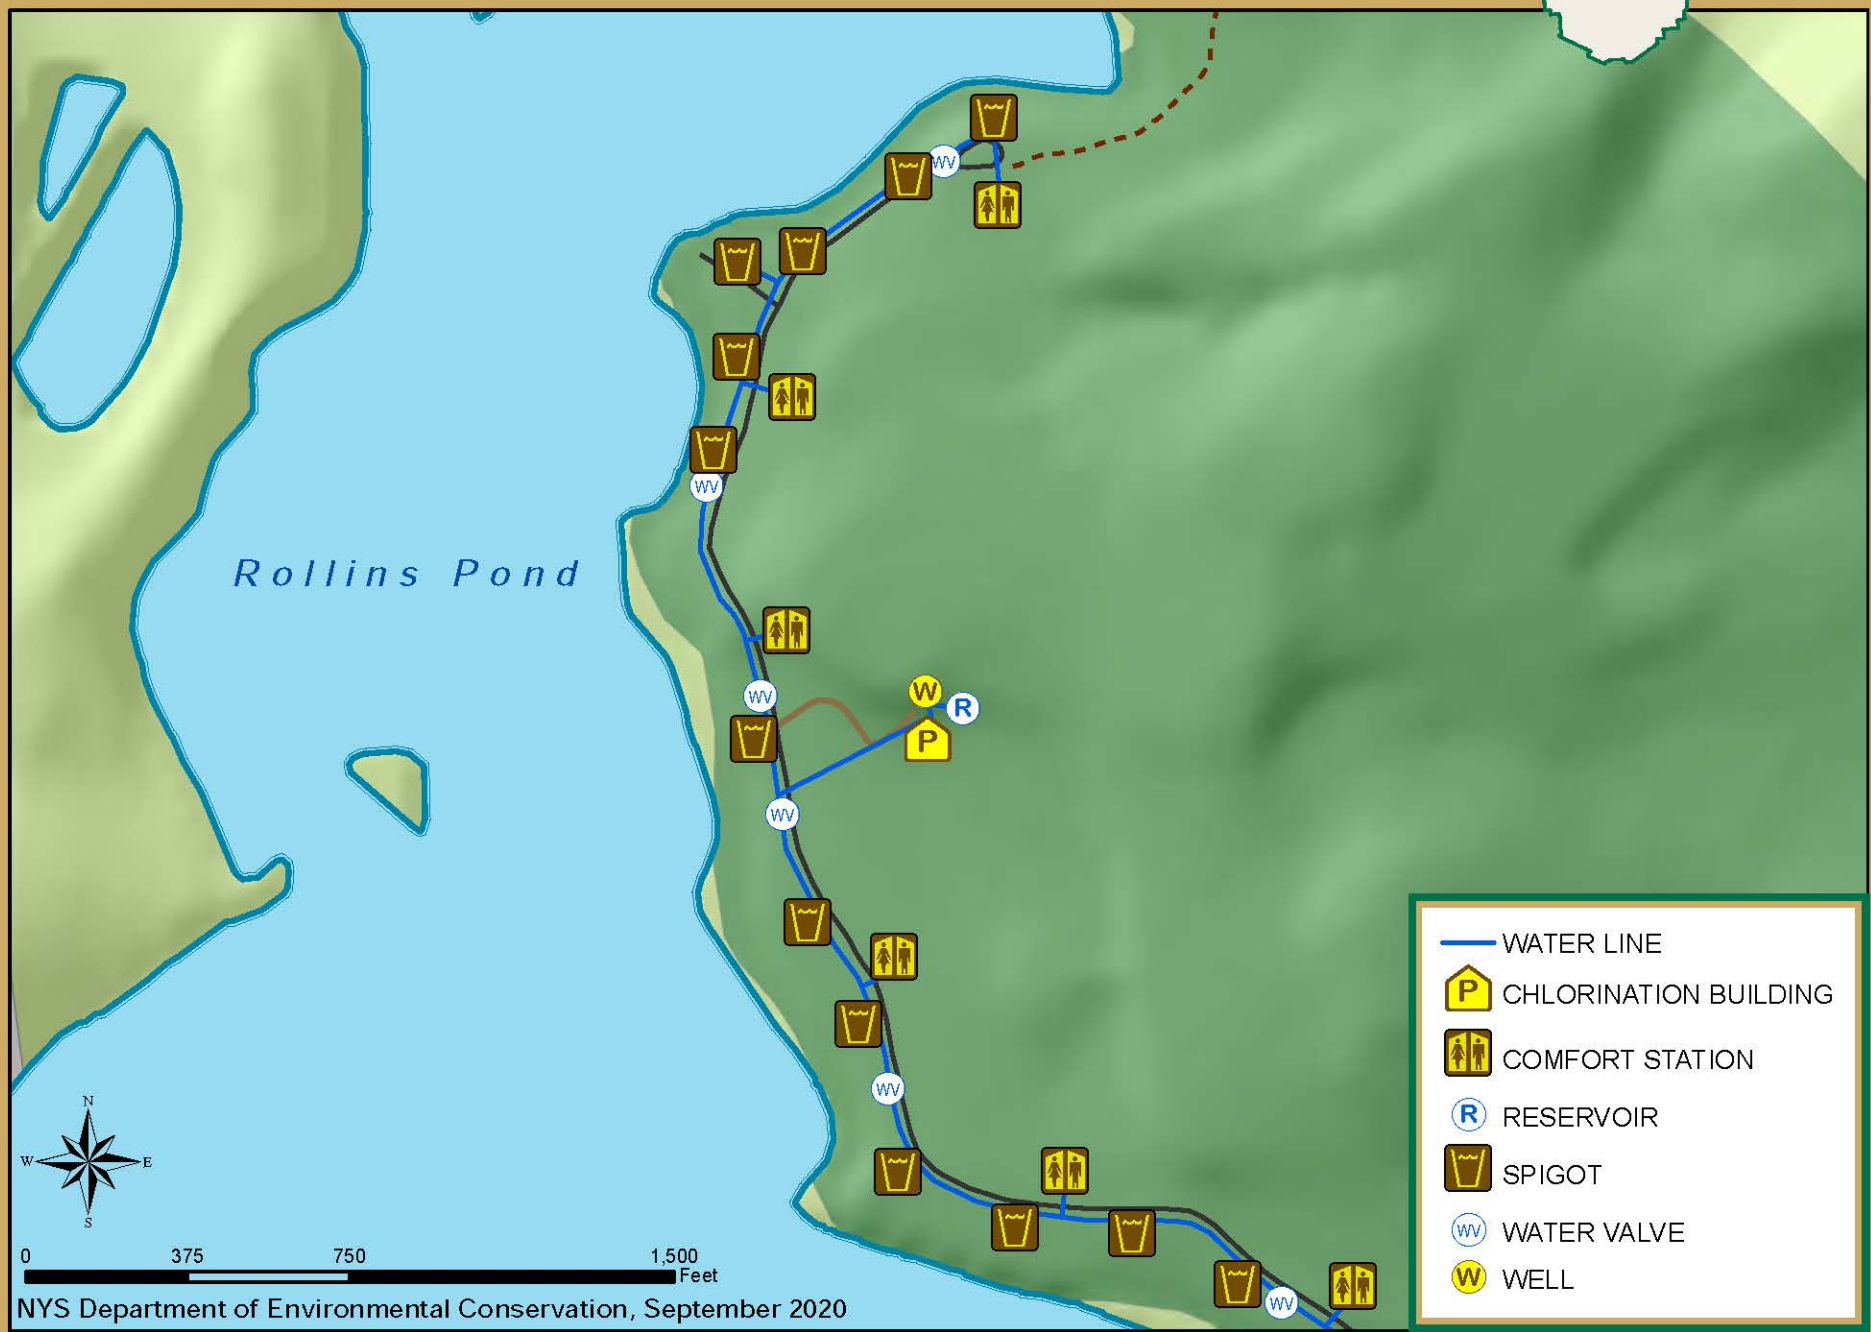 WV
WV
Rollins Pond
W
R
WV
P
WV
WV
WV
WATER LINE
P CHLORINATION BUILDING
COMFORT STATION
R RESERVOIR
SPIGOT
WV WATER VALVE
W WELL
N
W E
S
0 375 750 1,500
Feet
NYS Department of Environmental Conservation, September 2020